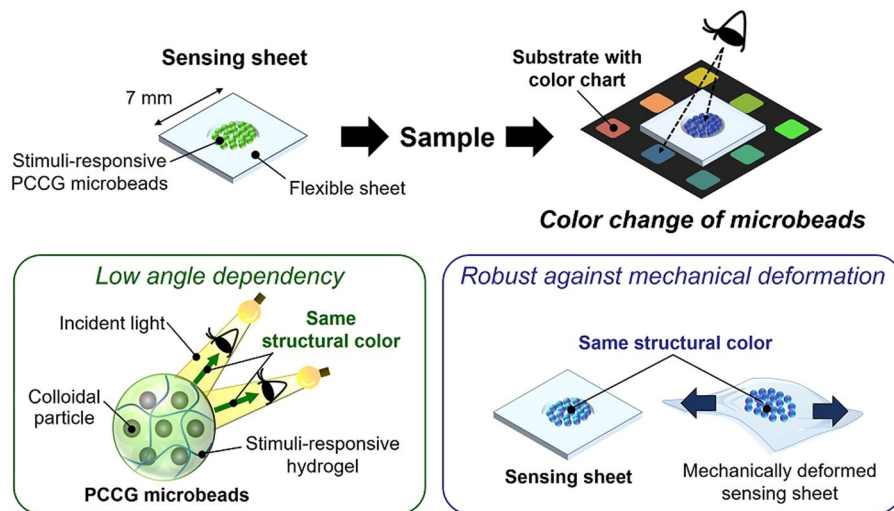 Sensing sheet
7 mm
Stimuli-responsive
PCCG microbeads
Flexible sheet
Sample
Substrate with
color chart
Color change of microbeads
Low angle dependency
Incident light
Same
structural color
Colloidal
particle
Stimuli-responsive
hydrogel
PCCG microbeads
Robust against mechanical deformation
Same structural color
Sensing sheet
Mechanically deformed
sensing sheet